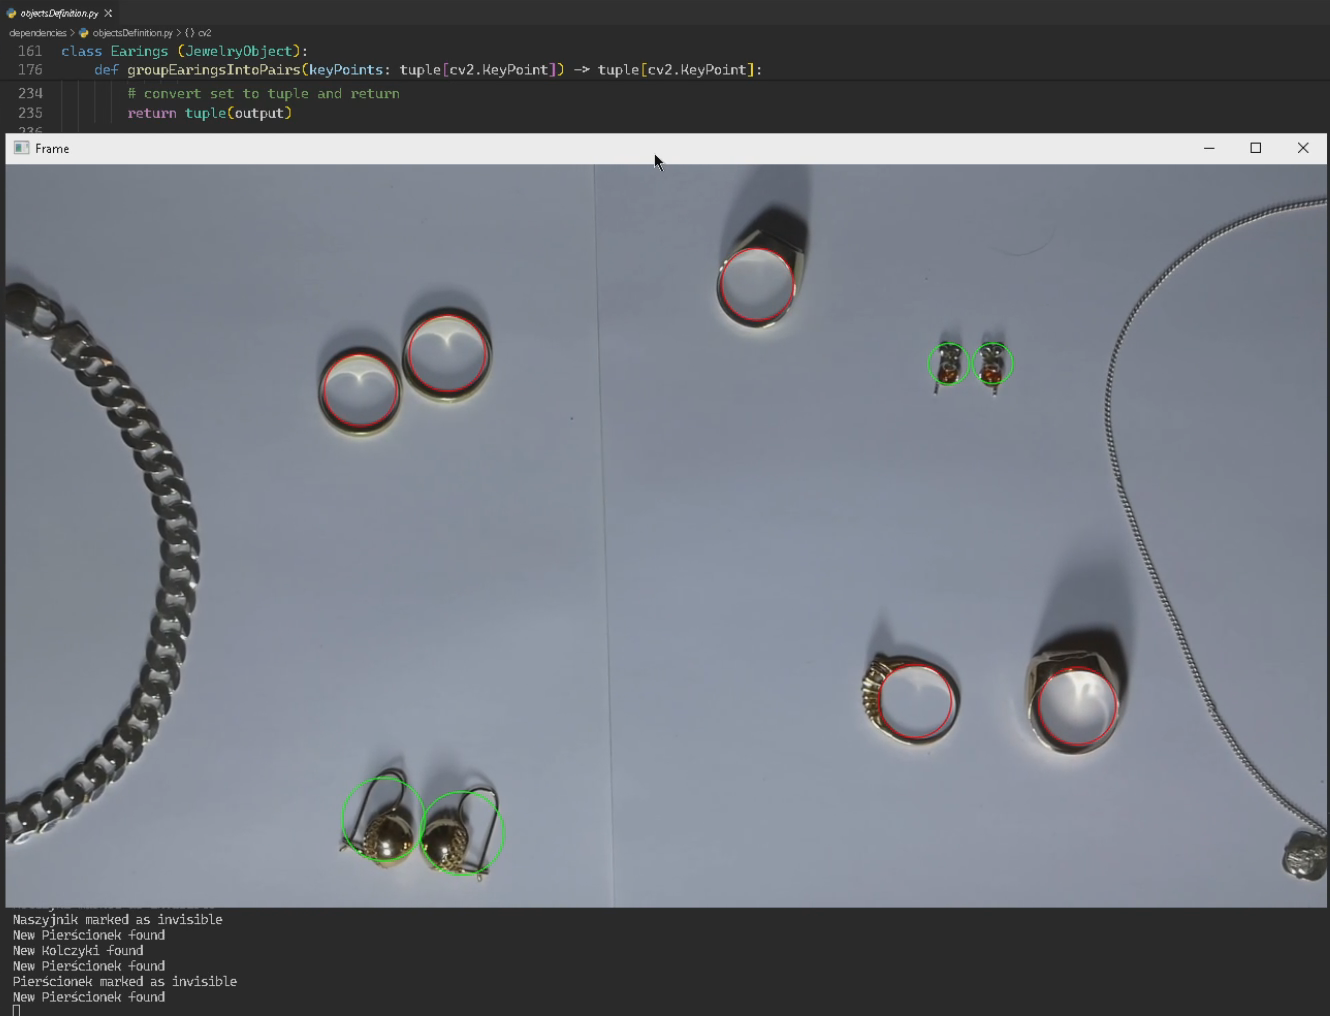 objectsDefinition.py
dependencies > objectsDefinition.py > {} cv2
161 class Earings (JewelryObject):
176 def groupEaringsIntoPairs(keyPoints: tuple[cv2.KeyPoint]) -> tuple[cv2.KeyPoint]:
234 # convert set to tuple and return
235 return tuple(output)
236
Frame
Naszyjnik marked as invisible
New Pierścionek found
New Kolczyki found
New Pierścionek found
Pierścionek marked as invisible
New Pierścionek found